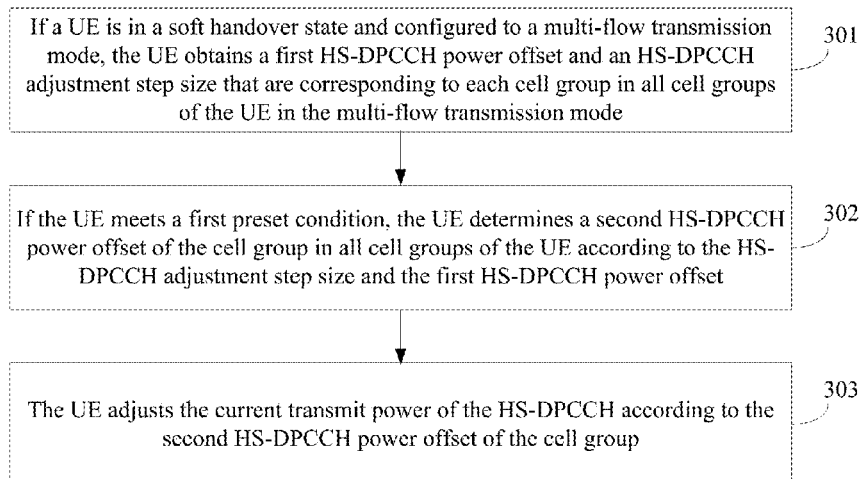 If a UE is in a soft handover state and configured to a multi-flow transmission
mode, the UE obtains a first HS-DPCCH power offset and an HS-DPCCH
adjustment step size that are corresponding to each cell group in all cell groups
of the UE in the multi-flow transmission mode
301
If the UE meets a first preset condition, the UE determines a second HS-DPCCH
power offset of the cell group in all cell groups of the UE according to the HS-
DPCCH adjustment step size and the first HS-DPCCH power offset
302
The UE adjusts the current transmit power of the HS-DPCCH according to the
second HS-DPCCH power offset of the cell group
303